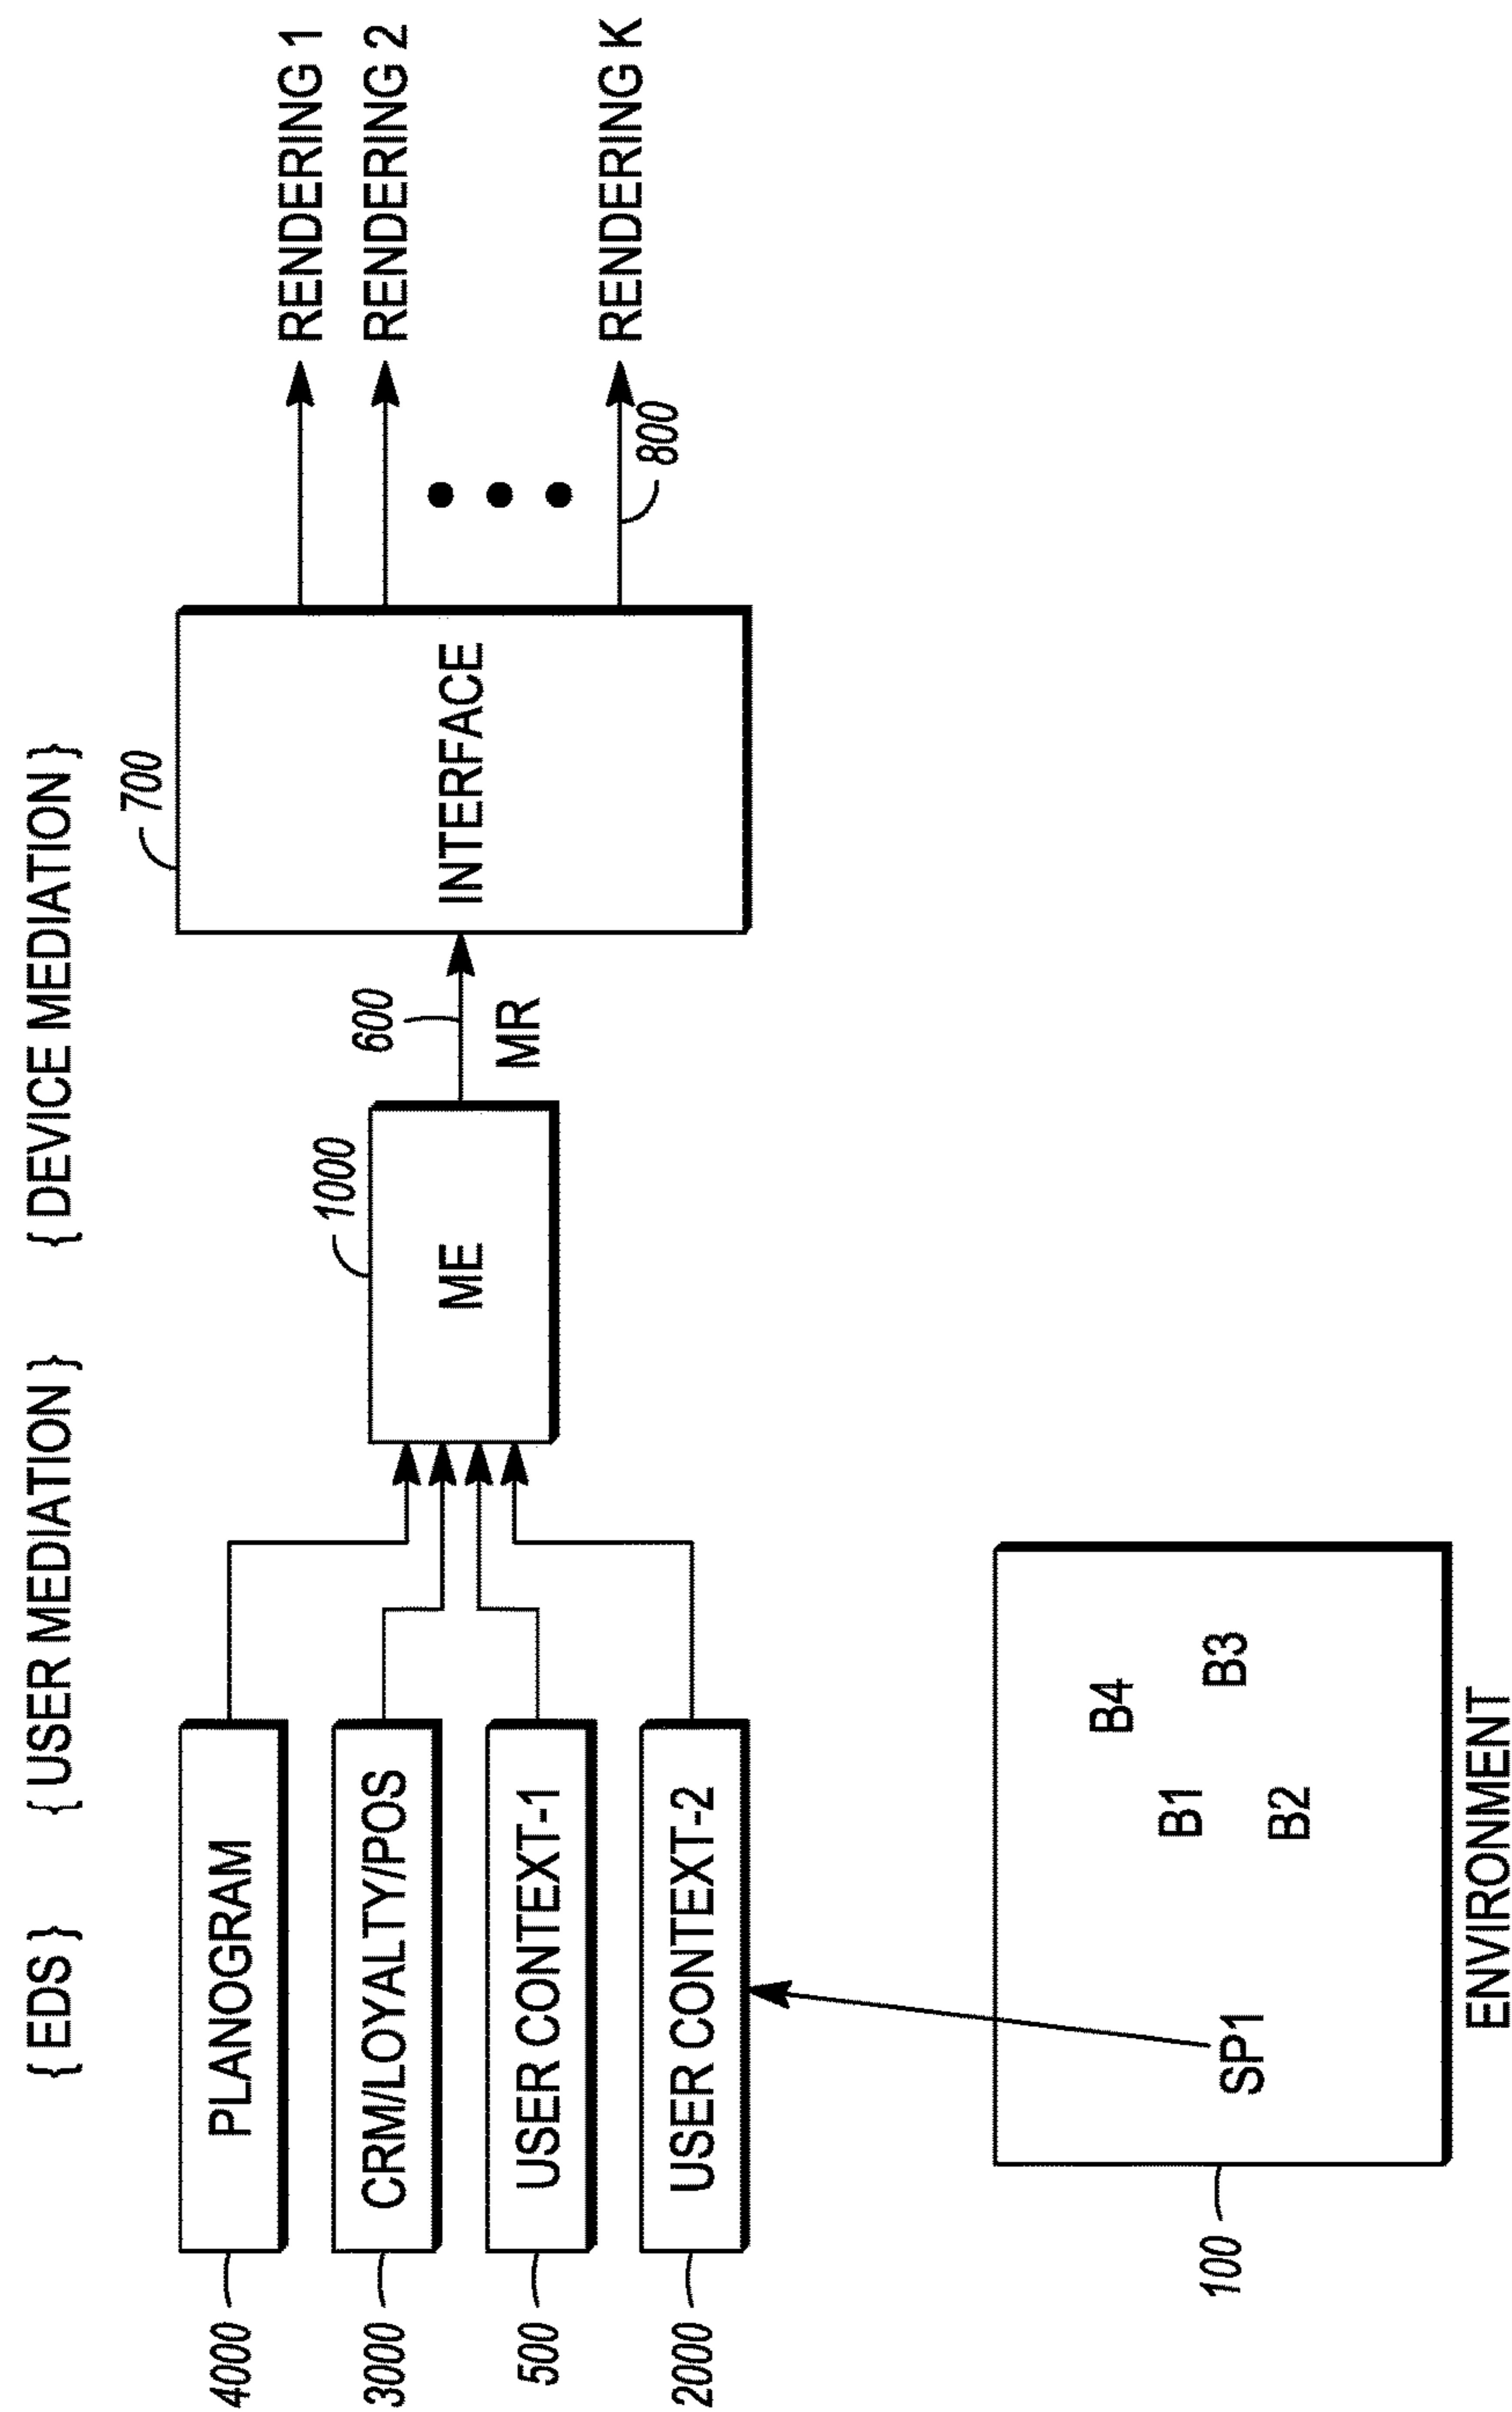 { EDS } { USER MEDIATION } { DEVICE MEDIATION }
4000
PLANOGRAM
3000
CRM/LOYALTY/POS
500
USER CONTEXT-1
2000
USER CONTEXT-2
1000
ME
600
MR
700
INTERFACE
RENDERING 1
RENDERING 2
RENDERING K
800
100
SP1
B4
B1
B3
B2
ENVIRONMENT